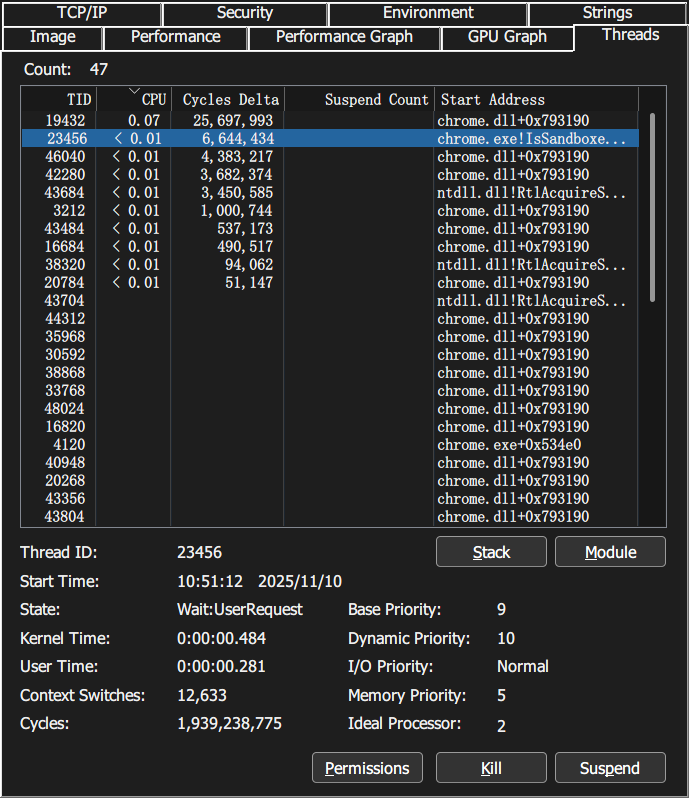 TCP/IP Security Environment Strings
Image Performance Performance Graph GPU Graph Threads
Count: 47
TID CPU Cycles Delta Suspend Count Start Address
19432 0.07 25,697,993 chrome.dll+0x793190
23456 < 0.01 6,644,434 chrome.exe!IsSandboxe...
46040 < 0.01 4,383,217 chrome.dll+0x793190
42280 < 0.01 3,682,374 chrome.dll+0x793190
43684 < 0.01 3,450,585 ntdll.dll!RtlAcquireS...
3212 < 0.01 1,000,744 chrome.dll+0x793190
43484 < 0.01 537,173 chrome.dll+0x793190
16684 < 0.01 490,517 chrome.dll+0x793190
38320 < 0.01 94,062 ntdll.dll!RtlAcquireS...
20784 < 0.01 51,147 chrome.dll+0x793190
43704 ntdll.dll!RtlAcquireS...
44312 chrome.dll+0x793190
35968 chrome.dll+0x793190
30592 chrome.dll+0x793190
38868 chrome.dll+0x793190
33768 chrome.dll+0x793190
48024 chrome.dll+0x793190
16820 chrome.dll+0x793190
4120 chrome.exe+0x534e0
40948 chrome.dll+0x793190
20268 chrome.dll+0x793190
43356 chrome.dll+0x793190
43804 chrome.dll+0x793190
Thread ID: 23456 Stack Module
Start Time: 10:51:12 2025/11/10
State: Wait:UserRequest Base Priority: 9
Kernel Time: 0:00:00.484 Dynamic Priority: 10
User Time: 0:00:00.281 I/O Priority: Normal
Context Switches: 12,633 Memory Priority: 5
Cycles: 1,939,238,775 Ideal Processor: 2
Permissions Kill Suspend